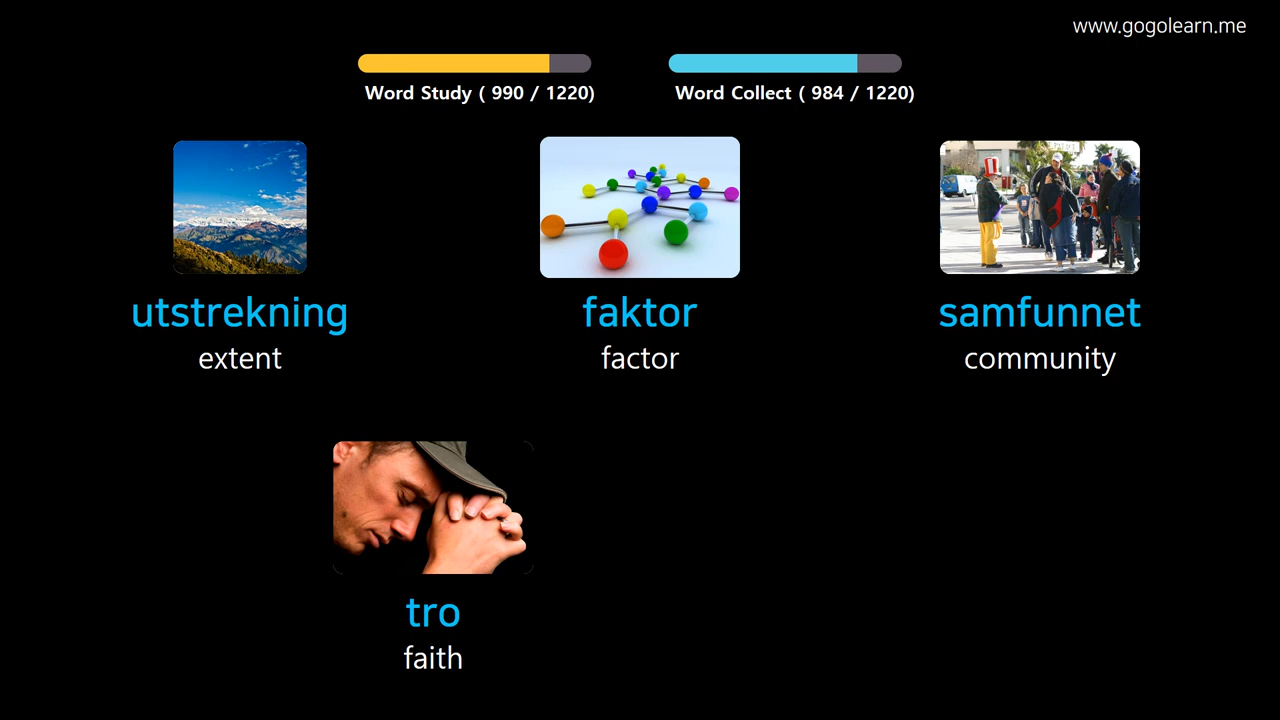 www.gogolearn.me
Word Study ( 990 / 1220)
Word Collect ( 984 / 1220)
utstrekning
extent
faktor
factor
samfunnet
community
tro
faith